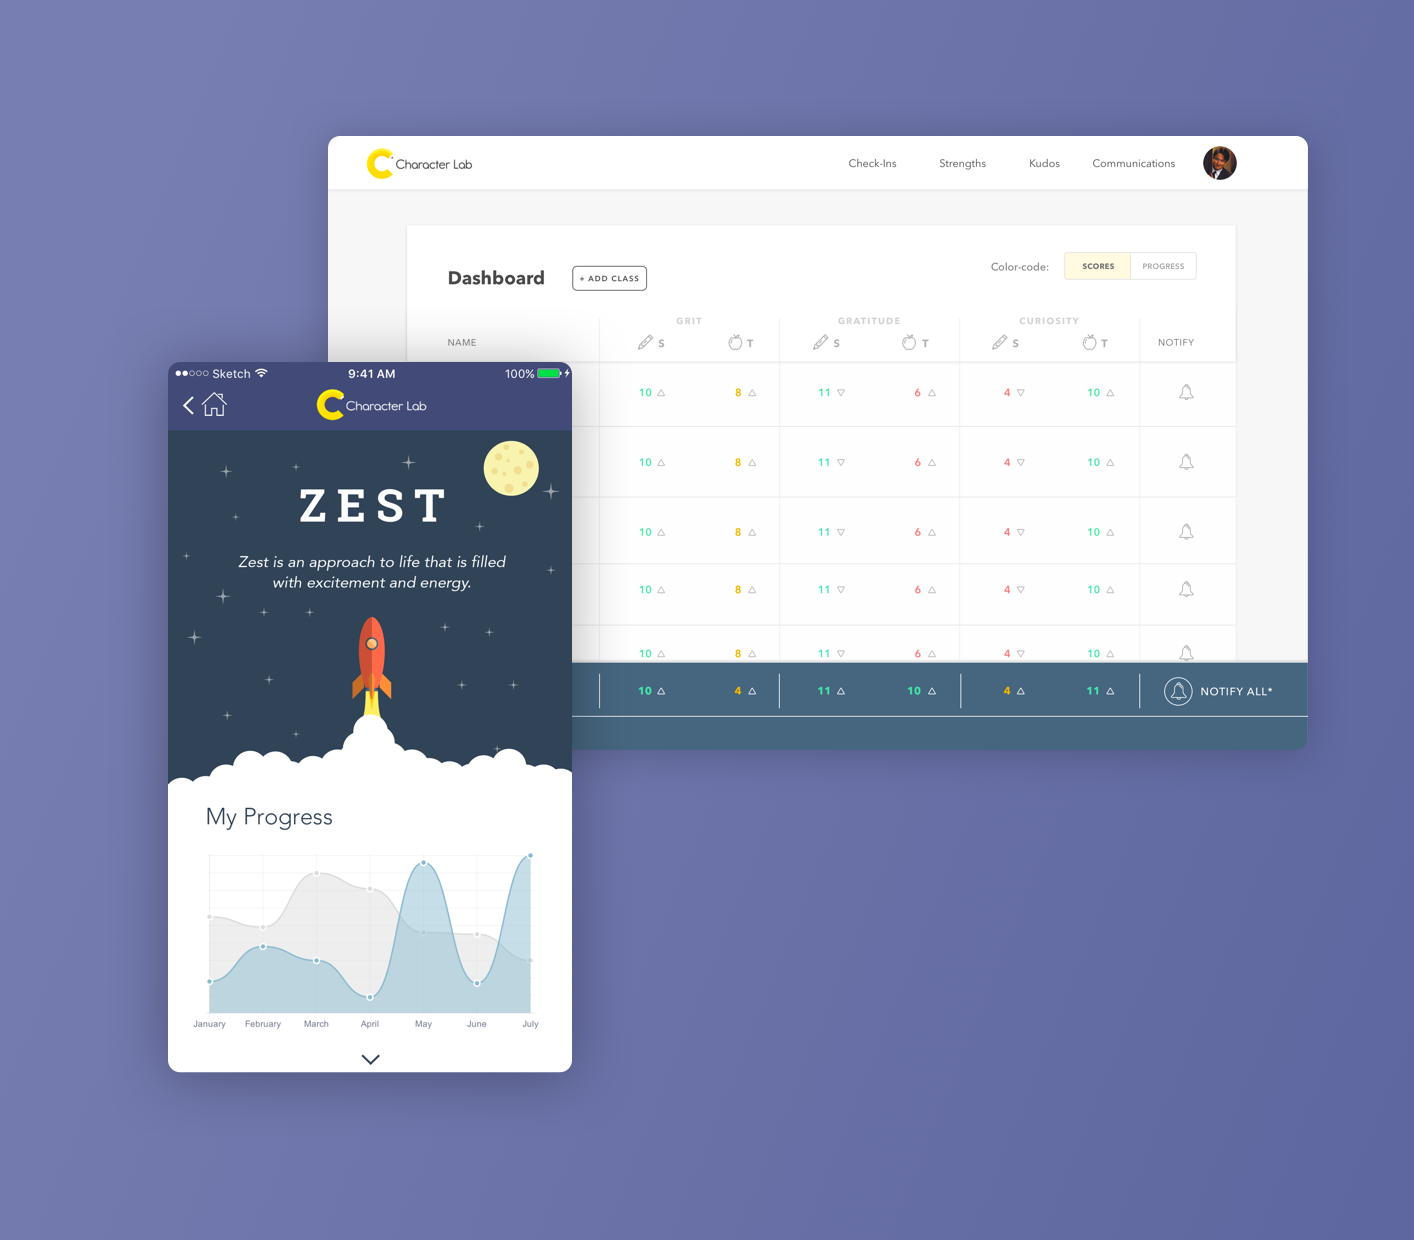 Character Lab
Check-Ins Strengths Kudos Communications
Color-code: SCORES PROGRESS
Dashboard + ADD CLASS
GRIT GRATITUDE CURIOSITY
NAME S T S T S T NOTIFY
10 8 11 6 4 10
10 8 11 6 4 10
10 8 11 6 4 10
10 8 11 6 4 10
10 8 11 6 4 10
10 4 11 10 4 11 NOTIFY ALL*
Sketch 9:41 AM 100%
Character Lab
ZEST
Zest is an approach to life that is filled
with excitement and energy.
My Progress
January February March April May June July